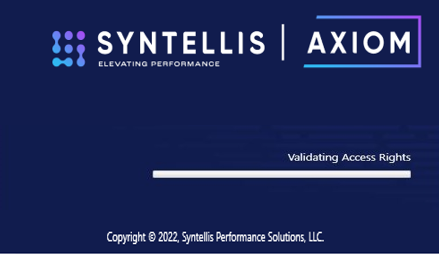 SYNTELLIS | AXIOM
ELEVATING PERFORMANCE
Validating Access Rights
Copyright © 2022, Syntellis Performance Solutions, LLC.